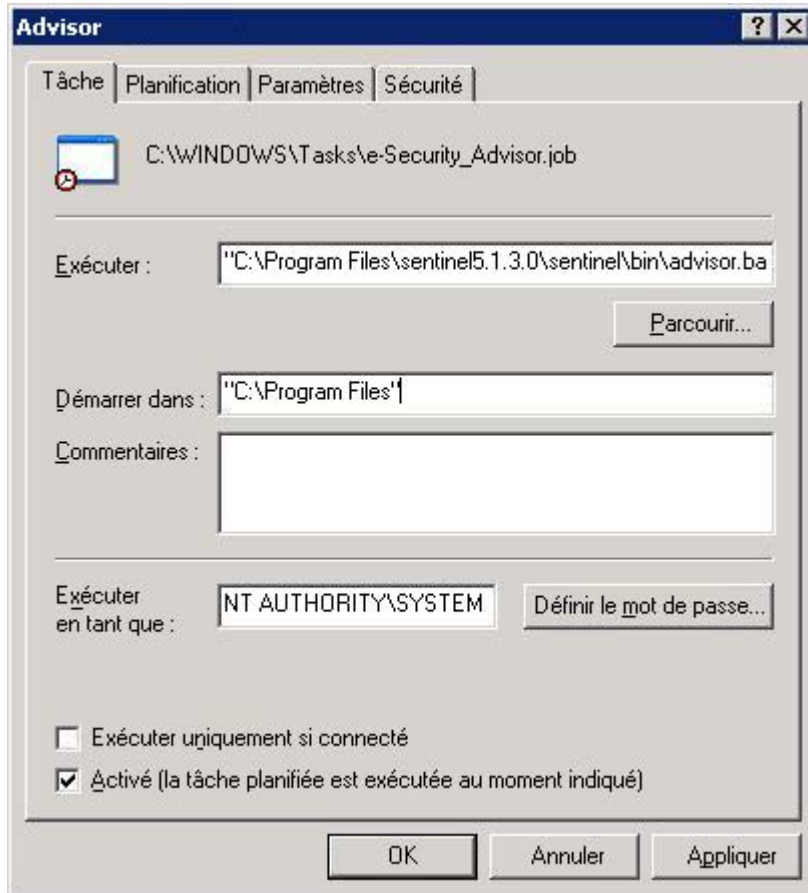 Advisor
Tâche Planification Paramètres Sécurité
C:\WINDOWS\Tasks\e-Security_Advisor.job
Exécuter : "C:\Program Files\sentinel5.1.3.0\sentinel\bin\advisor.ba
Parcourir...
Démarrer dans : "C:\Program Files"
Commentaires :
Exécuter
en tant que : NT AUTHORITY\SYSTEM Définir le mot de passe...
Exécuter uniquement si connecté
Activé (la tâche planifiée est exécutée au moment indiqué)
OK Annuler Appliquer